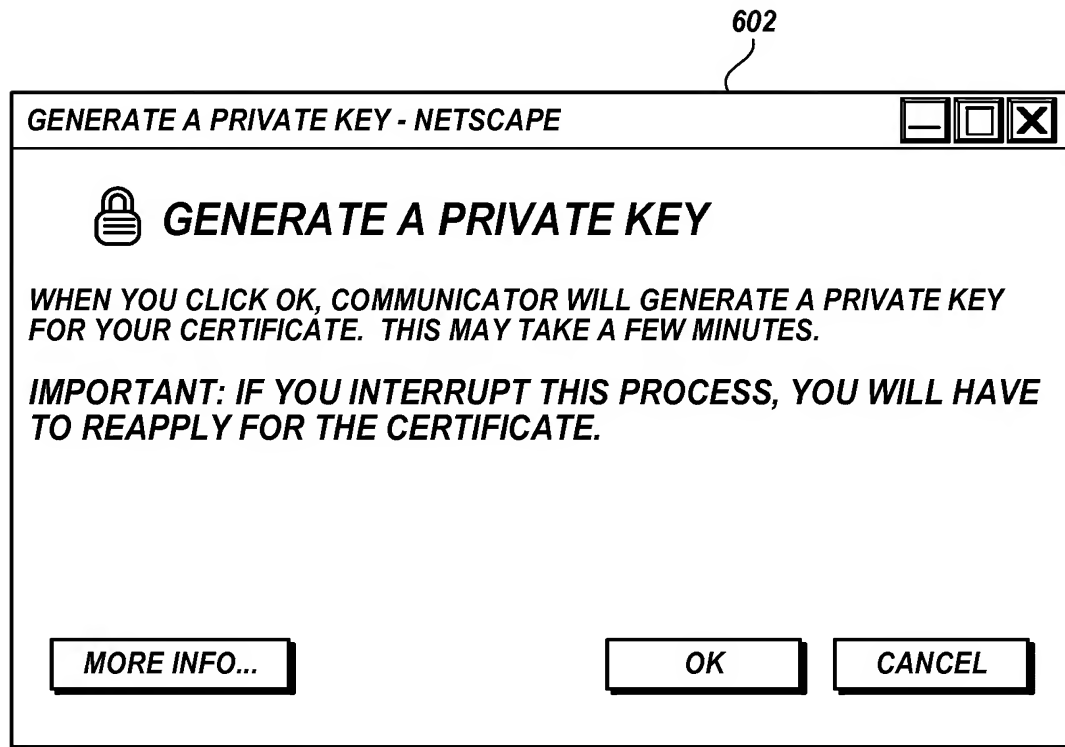 602
GENERATE A PRIVATE KEY - NETSCAPE
GENERATE A PRIVATE KEY
WHEN YOU CLICK OK, COMMUNICATOR WILL GENERATE A PRIVATE KEY
FOR YOUR CERTIFICATE. THIS MAY TAKE A FEW MINUTES.
IMPORTANT: IF YOU INTERRUPT THIS PROCESS, YOU WILL HAVE
TO REAPPLY FOR THE CERTIFICATE.
MORE INFO... OK CANCEL